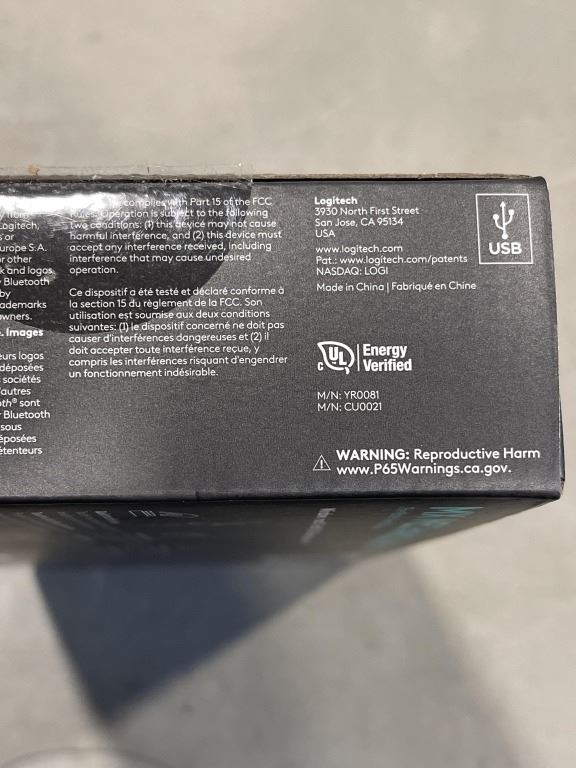 y from
Logitech,
s or
urope S.A.
or other
k and logos
Bluetooth
by
ademarks
owners.
. Images
eurs logos
déposées
sociétés
'autres
oth® sont
r Bluetooth
sous
éposées
étenteurs
complies with Part 15 of the FCC
Rules. Operation is subject to the following
two conditions: (1) this device may not cause
harmful interference, and (2) this device must
accept any interference received, including
interference that may cause undesired
operation.
Ce dispositif a été testé et déclaré conforme à
la section 15 du règlement de la FCC. Son
utilisation est soumise aux deux conditions
suivantes: (1) le dispositif concerné ne doit pas
causer d'interférences dangereuses et (2) il
doit accepter toute interférence reçue, y
compris les interférences risquant d'engendrer
un fonctionnement indésirable.
Logitech
3930 North First Street
San Jose, CA 95134
USA
www.logitech.com
Pat.: www.logitech.com/patents
NASDAQ: LOGI
Made in China | Fabriqué en Chine
USB
c UL Energy
Verified
M/N: YR0081
M/N: CU0021
WARNING: Reproductive Harm
www.P65Warnings.ca.gov.